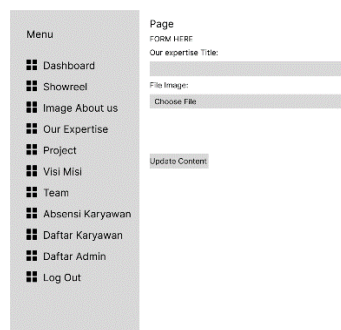 Menu
Dashboard
Showreel
Image About us
Our Expertise
Project
Visi Misi
Team
Absensi Karyawan
Daftar Karyawan
Daftar Admin
Log Out
Page
FORM HERE
Our expertise Title:
File Image:
Choose File
Update Content